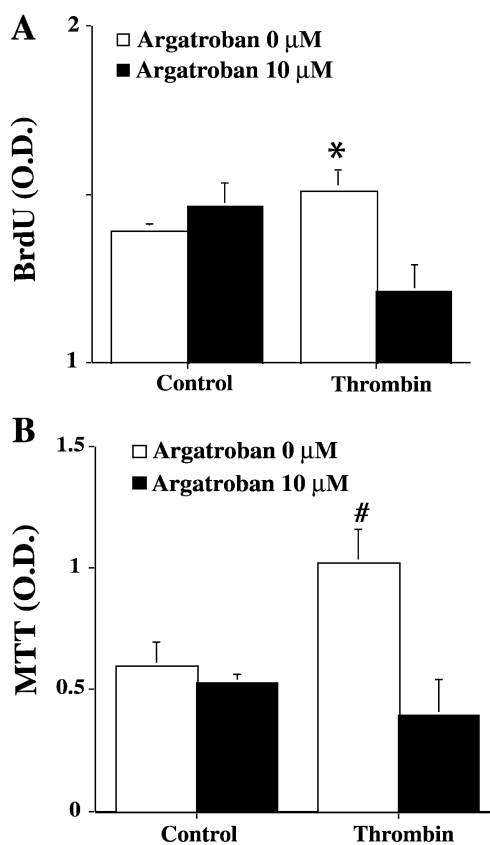 A
2
Argatroban 0 μM
Argatroban 10 μM
*
BrdU (O.D.)
1
Control Thrombin
B
1.5
Argatroban 0 μM
Argatroban 10 μM
#
1
MTT (O.D.)
0.5
0
Control Thrombin